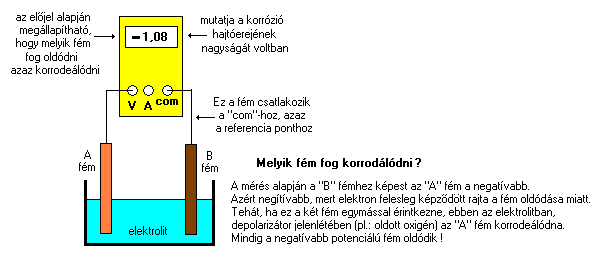 az előjel alapján
megállapítható,
hogy melyik fém
fog oldódni
azaz korrodeálódni
−1,08
mutatja a korrózió
hajtóerejének
nagyságát voltban
V A com
Ez a fém csatlakozik
a "com"-hoz, azaz
a referencia ponthoz
A
fém
B
fém
elektrolit
Melyik fém fog korrodálódni?
A mérés alapján a "B" fémhez képest az "A" fém a negatívabb.
Azért negítívabb, mert elektron felesleg képződött rajta a fém oldódása miatt.
Tehát, ha ez a két fém egymással érintkezne, ebben az elektrolitban,
depolarizátor jelenlétében (pl.: oldott oxigén) az "A" fém korrodeálódna.
Mindig a negatívabb potenciálú fém oldódik !